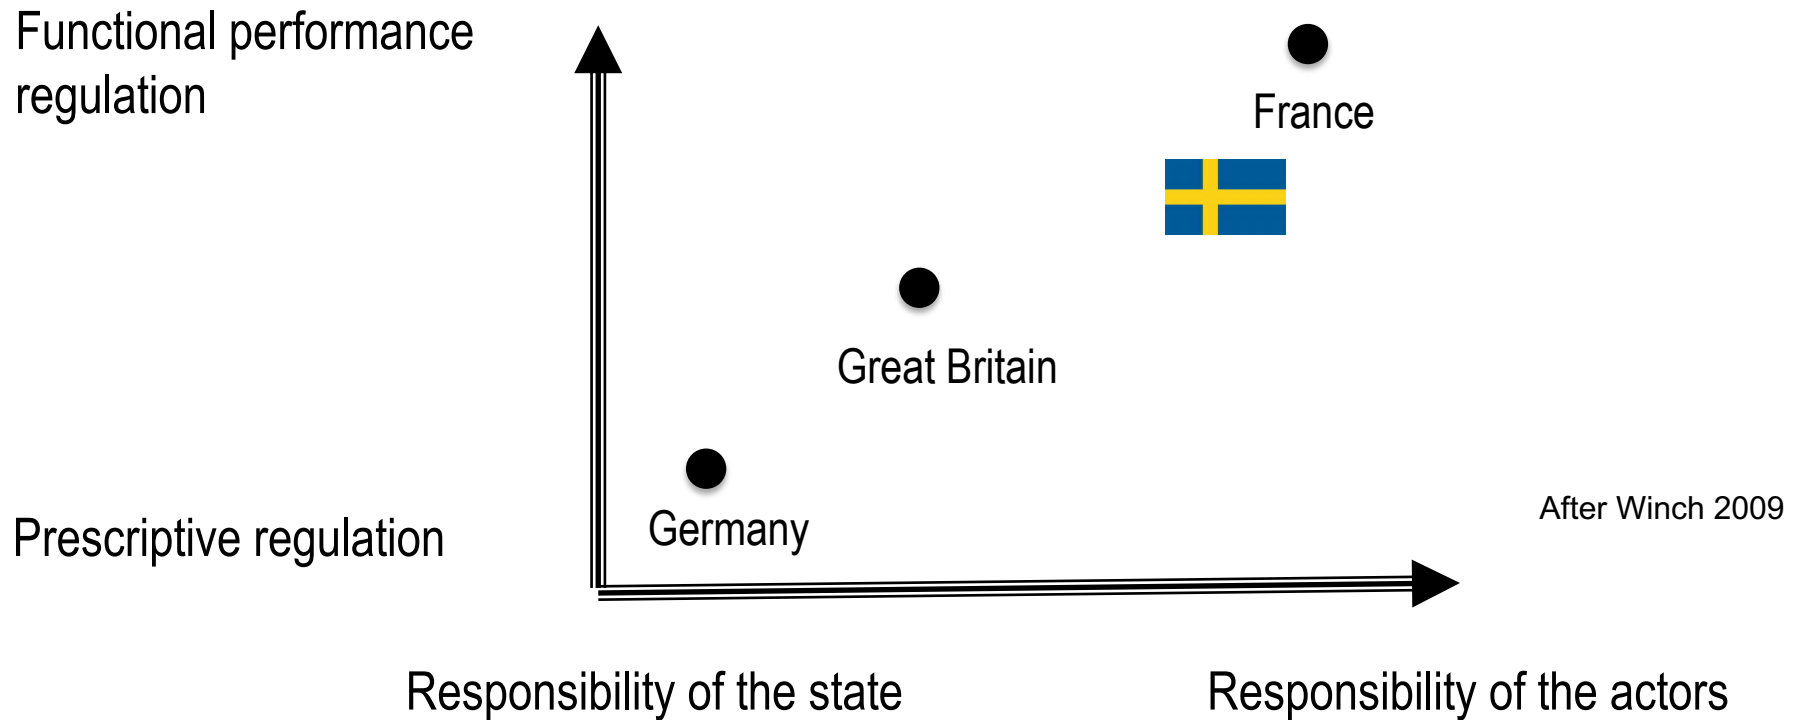 Functional performance
regulation
France
Great Britain
Germany
After Winch 2009
Prescriptive regulation
Responsibility of the state
Responsibility of the actors